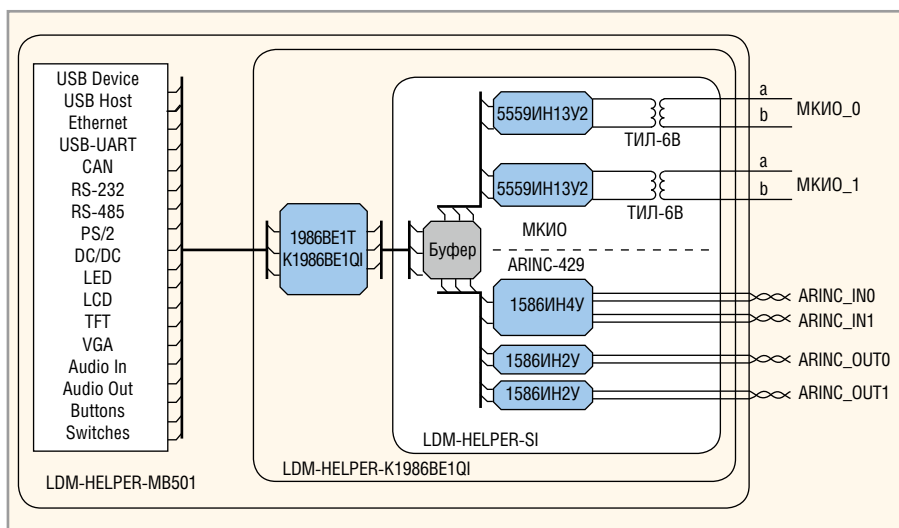 USB Device
USB Host
Ethernet
USB-UART
CAN
RS-232
RS-485
PS/2
DC/DC
LED
LCD
TFT
VGA
Audio In
Audio Out
Buttons
Switches
LDM-HELPER-MB501
1986ВЕ1Т
К1986ВЕ1QI
LDM-HELPER-K1986BE1QI
Буфер
5559ИН13У2
ТИЛ-6В
a
b
МКИО_0
5559ИН13У2
ТИЛ-6В
a
b
МКИО_1
МКИО
ARINC-429
1586ИН4У
ARINC_IN0
ARINC_IN1
1586ИН2У
ARINC_OUT0
1586ИН2У
ARINC_OUT1
LDM-HELPER-SI